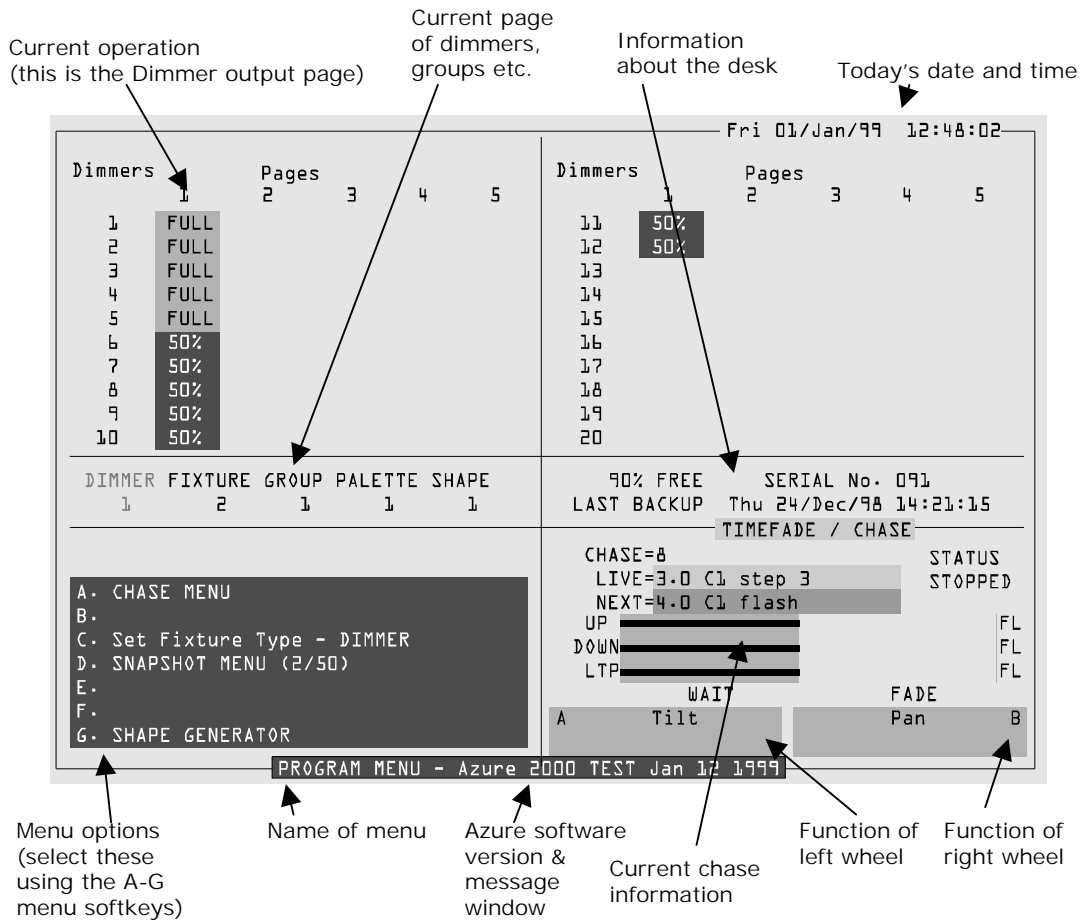 Current operation
(this is the Dimmer output page)
Current page
of dimmers,
groups etc.
Information
about the desk
Today's date and time
Fri 01/Jan/99 12:48:02
Dimmers Pages
1 2 3 4 5
1 FULL
2 FULL
3 FULL
4 FULL
5 FULL
6 50%
7 50%
8 50%
9 50%
10 50%
Dimmers Pages
1 2 3 4 5
11 50%
12 50%
13
14
15
16
17
18
19
20
DIMMER FIXTURE GROUP PALETTE SHAPE
1 2 1 1 1
90% FREE SERIAL No. 091
LAST BACKUP Thu 24/Dec/98 14:21:15
TIMEFADE / CHASE
A. CHASE MENU
B.
C. Set Fixture Type - DIMMER
D. SNAPSHOT MENU (2/50)
E.
F.
G. SHAPE GENERATOR
CHASE=8
LIVE=3.0 C1 step 3
NEXT=4.0 C1 flash
STATUS
STOPPED
UP FL
DOWN FL
LTP FL
WAIT FADE
A Tilt Pan B
PROGRAM MENU - Azure 2000 TEST Jan 12 1999
Menu options
(select these
using the A-G
menu softkeys)
Name of menu
Azure software
version &
message
window
Current chase
information
Function of
left wheel
Function of
right wheel